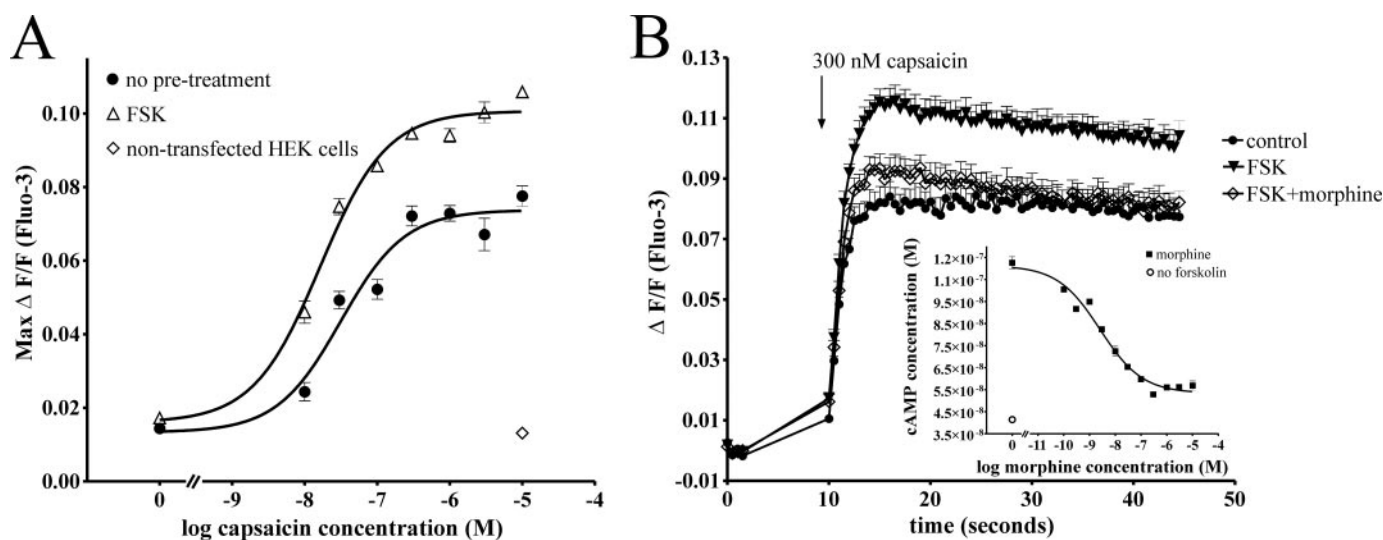 A
Max Δ F/F (Fluo-3)
0.10
0.08
0.06
0.04
0.02
0.00
● no pre-treatment
△ FSK
◇ non-transfected HEK cells
0 -9 -8 -7 -6 -5 -4
log capsaicin concentration (M)
B
Δ F/F (Fluo-3)
0.13
0.11
0.09
0.07
0.05
0.03
0.01
-0.01
300 nM capsaicin
control
FSK
FSK+morphine
cAMP concentration (M)
1.2×10⁻⁷
1.1×10⁻⁷
9.5×10⁻⁸
8.5×10⁻⁸
7.5×10⁻⁸
6.5×10⁻⁸
5.5×10⁻⁸
4.5×10⁻⁸
3.5×10⁻⁸
■ morphine
○ no forskolin
0 -11 -10 -9 -8 -7 -6 -5 -4
log morphine concentration (M)
0 10 20 30 40 50
time (seconds)